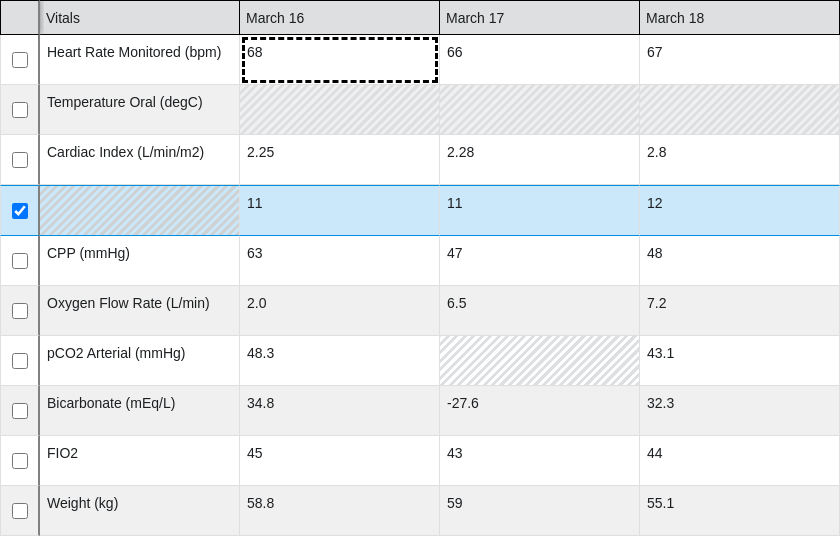 Vitals March 16 March 17 March 18
Heart Rate Monitored (bpm) 68 66 67
Temperature Oral (degC)
Cardiac Index (L/min/m2) 2.25 2.28 2.8
11 11 12
CPP (mmHg) 63 47 48
Oxygen Flow Rate (L/min) 2.0 6.5 7.2
pCO2 Arterial (mmHg) 48.3 43.1
Bicarbonate (mEq/L) 34.8 -27.6 32.3
FIO2 45 43 44
Weight (kg) 58.8 59 55.1